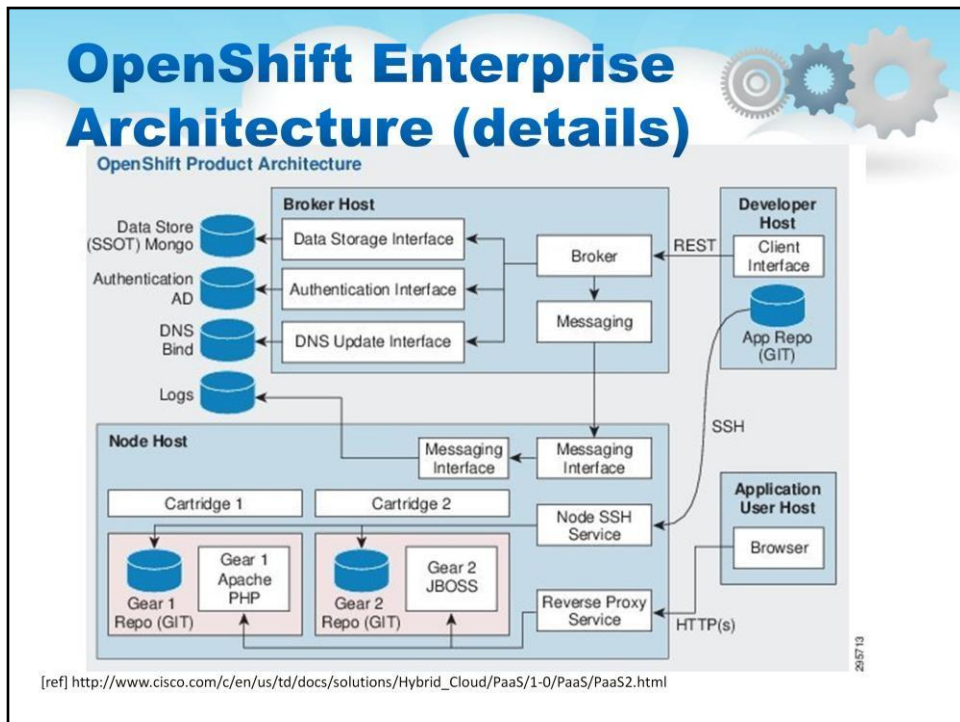 OpenShift Enterprise
Architecture (details)
OpenShift Product Architecture
Broker Host
Data Store
(SSOT) Mongo
Data Storage Interface
Authentication
AD
Authentication Interface
DNS
Bind
DNS Update Interface
Broker
Messaging
REST
Developer
Host
Client
Interface
App Repo
(GIT)
Logs
SSH
Node Host
Messaging
Interface
Messaging
Interface
Cartridge 1
Cartridge 2
Node SSH
Service
Gear 1
Repo (GIT)
Gear 1
Apache
PHP
Gear 2
Repo (GIT)
Gear 2
JBOSS
Reverse Proxy
Service
HTTP(s)
Application
User Host
Browser
295713
[ref] http://www.cisco.com/c/en/us/td/docs/solutions/Hybrid_Cloud/PaaS/1-0/PaaS/PaaS2.html